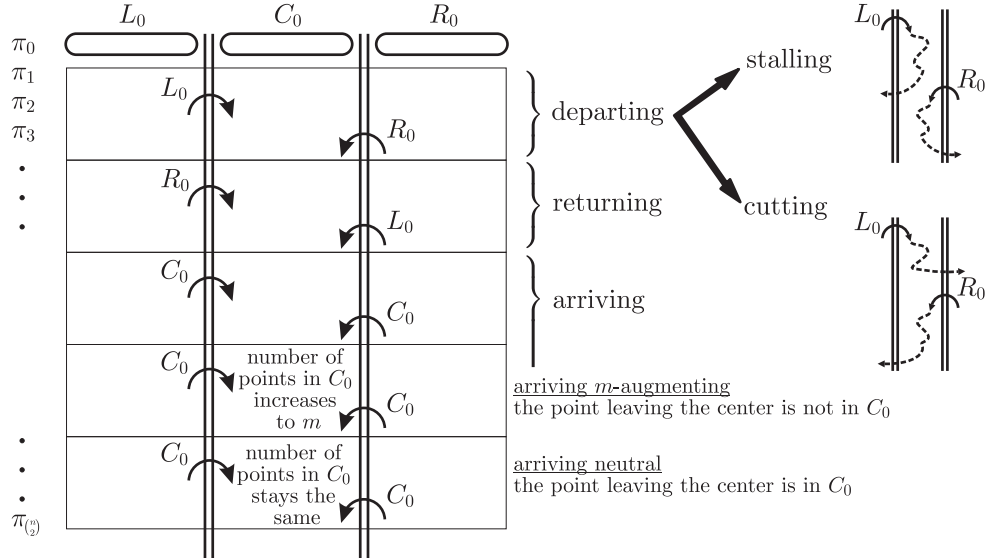 L₀ C₀ R₀
π₀
π₁
π₂
π₃
π_{\binom{n}{2}}
L₀
R₀
R₀
L₀
C₀
C₀
C₀
number of
points in C₀
increases
to m
C₀
C₀
number of
points in C₀
stays the
same
C₀
departing
returning
arriving
arriving m-augmenting
the point leaving the center is not in C₀
arriving neutral
the point leaving the center is in C₀
stalling
cutting
L₀
R₀
L₀
R₀